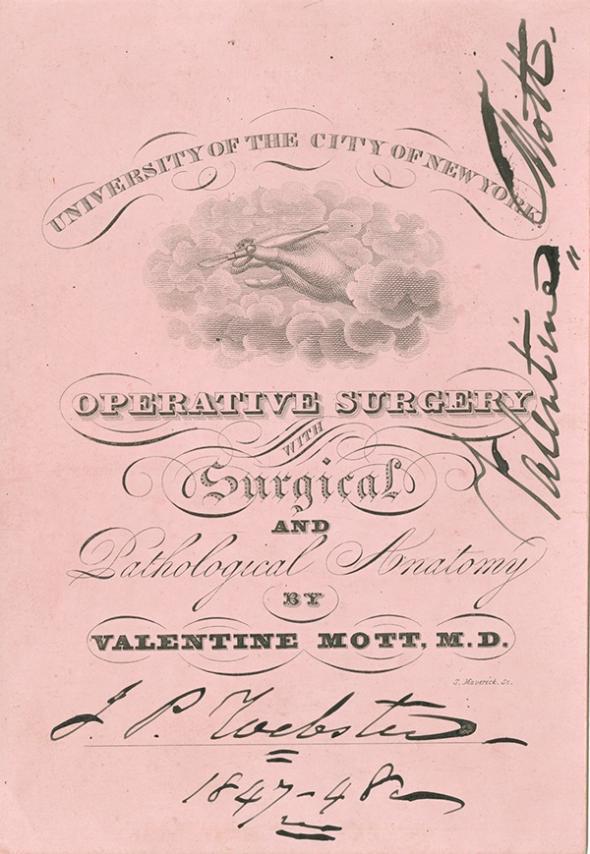 UNIVERSITY OF THE CITY OF NEW YORK.
OPERATIVE SURGERY
WITH
Surgical
AND
Pathological Anatomy
BY
VALENTINE MOTT, M.D.
S. Maverick. Sc.
J. P. Webster
1847-48
Valentine Mott.